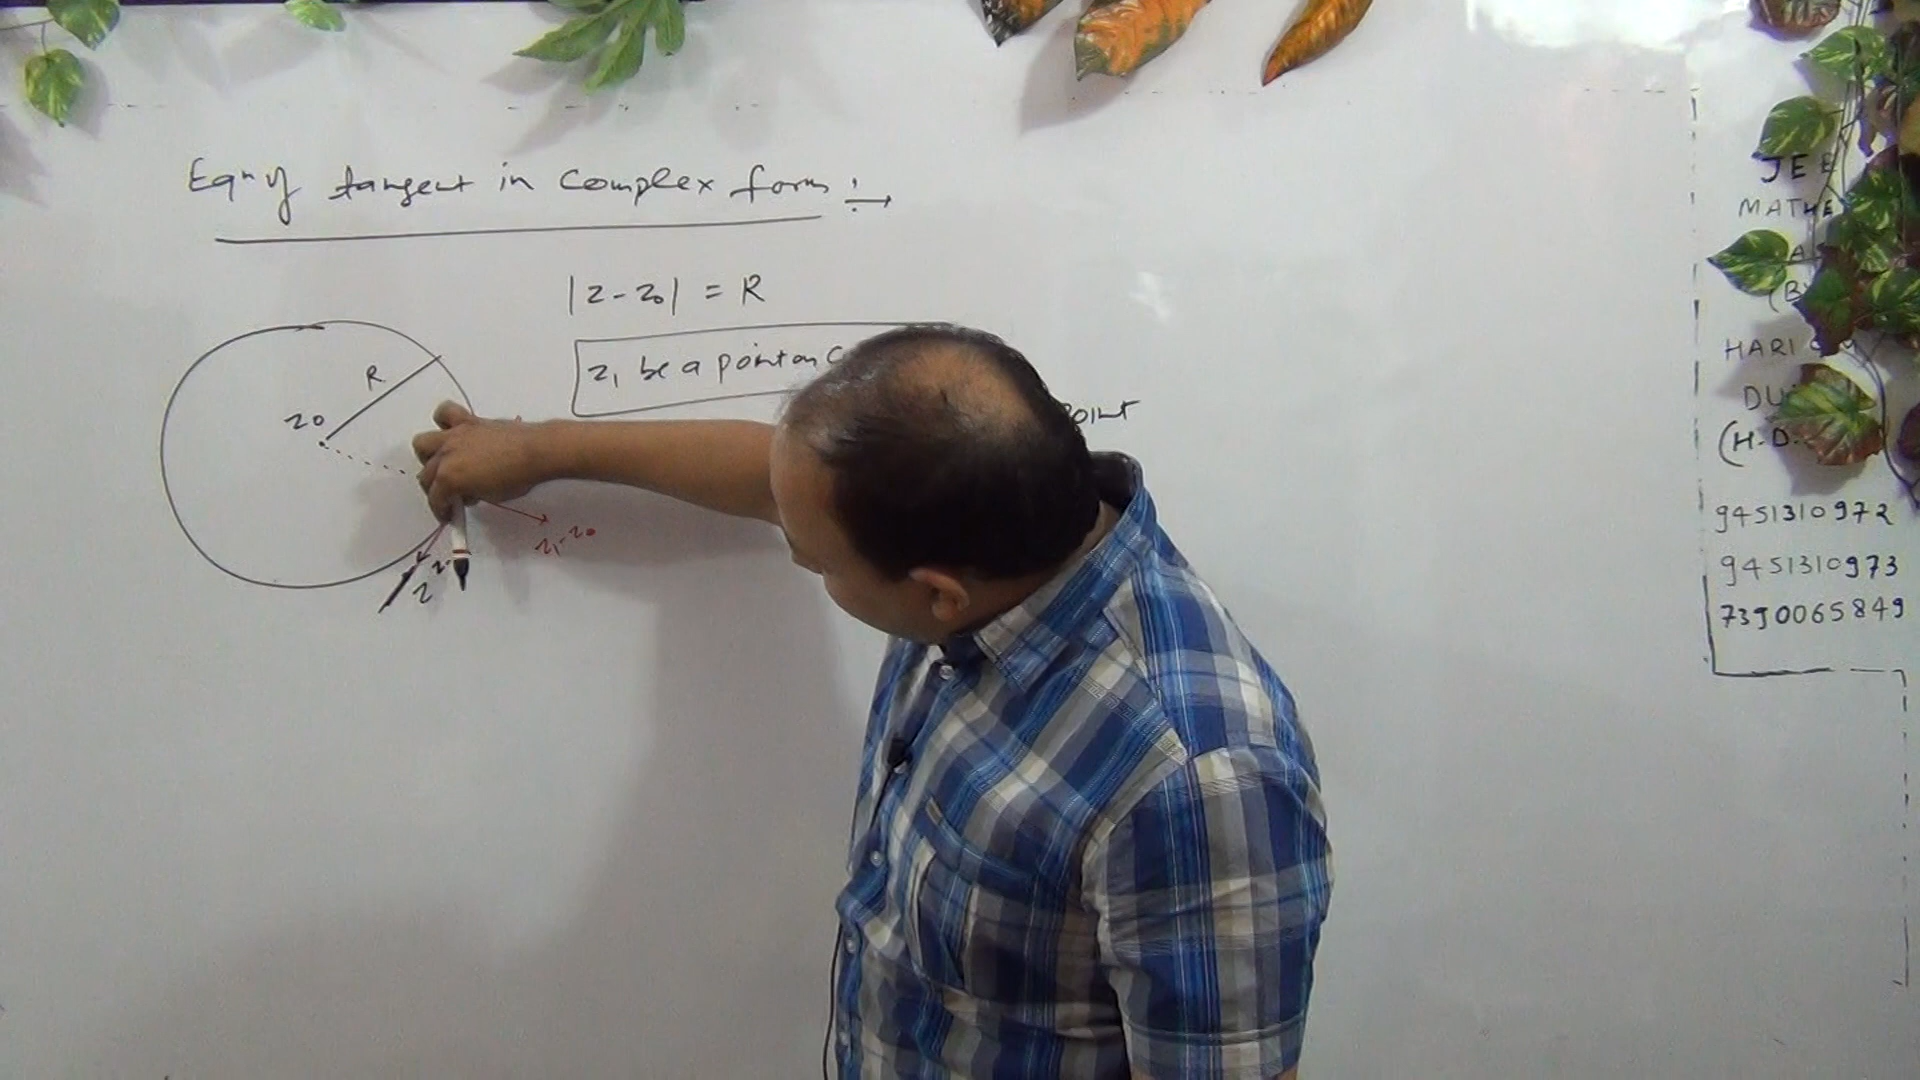 Eqn of tangent in Complex form :→
|z - z0| = R
z1 be a point on C
Point
R
z0
z1-z0
z
JEE
MATHE
A
(B
HARI
DU
(H.D.
9451310972
9451310973
7390065849